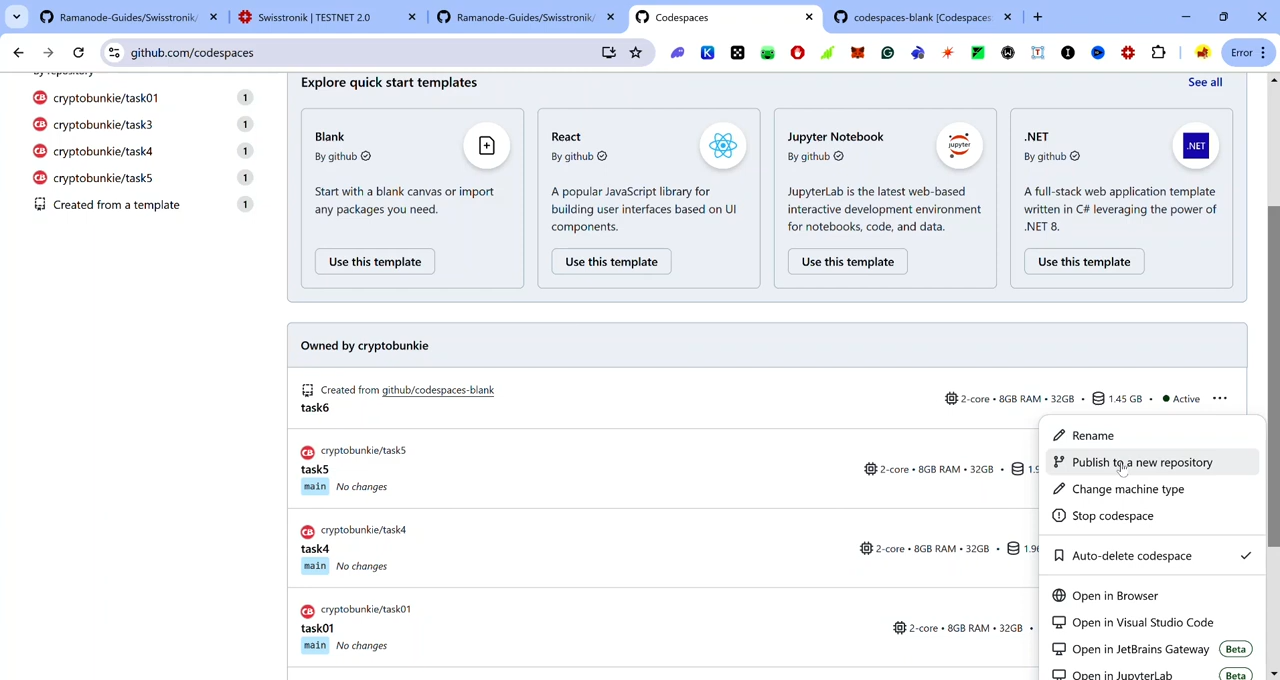 Ramanode-Guides/Swisstronik/
Swisstronik | TESTNET 2.0
Ramanode-Guides/Swisstronik/
Codespaces
codespaces-blank [Codespaces
github.com/codespaces
Error
by repository
cryptobunkie/task01 1
cryptobunkie/task3 1
cryptobunkie/task4 1
cryptobunkie/task5 1
Created from a template 1
Explore quick start templates
See all
Blank
By github
Start with a blank canvas or import
any packages you need.
Use this template
React
By github
A popular JavaScript library for
building user interfaces based on UI
components.
Use this template
Jupyter Notebook
By github
JupyterLab is the latest web-based
interactive development environment
for notebooks, code, and data.
Use this template
.NET
By github
A full-stack web application template
written in C# leveraging the power of
.NET 8.
Use this template
jupyter
.NET
Owned by cryptobunkie
Created from github/codespaces-blank
task6
2-core • 8GB RAM • 32GB • 1.45 GB • Active
cryptobunkie/task5
task5
main No changes
2-core • 8GB RAM • 32GB • 1.9
cryptobunkie/task4
task4
main No changes
2-core • 8GB RAM • 32GB • 1.96
cryptobunkie/task01
task01
main No changes
2-core • 8GB RAM • 32GB •
Rename
Publish to a new repository
Change machine type
Stop codespace
Auto-delete codespace
Open in Browser
Open in Visual Studio Code
Open in JetBrains Gateway Beta
Open in JupyterLab Beta